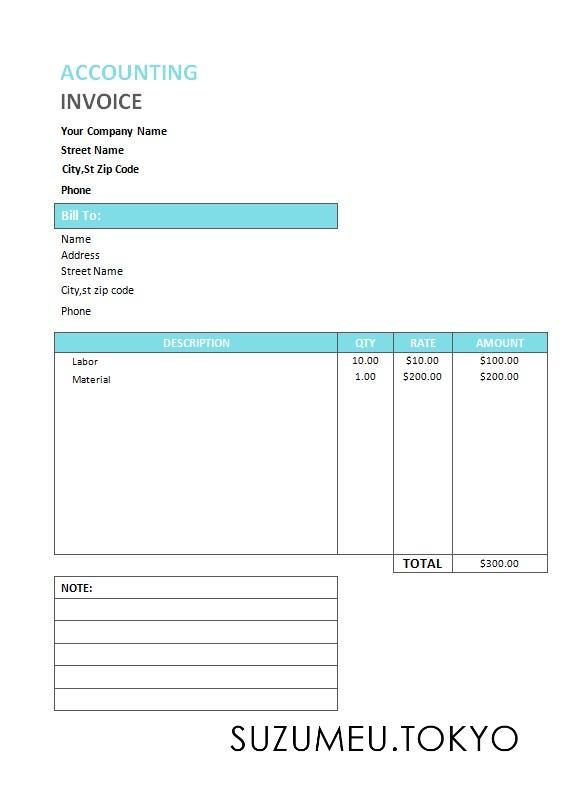 ACCOUNTING
INVOICE
Your Company Name
Street Name
City,St Zip Code
Phone
Bill To:
Name
Address
Street Name
City,st zip code
Phone
DESCRIPTION QTY RATE AMOUNT
Labor 10.00 $10.00 $100.00
Material 1.00 $200.00 $200.00
TOTAL $300.00
NOTE:
SUZUMEU.TOKYO